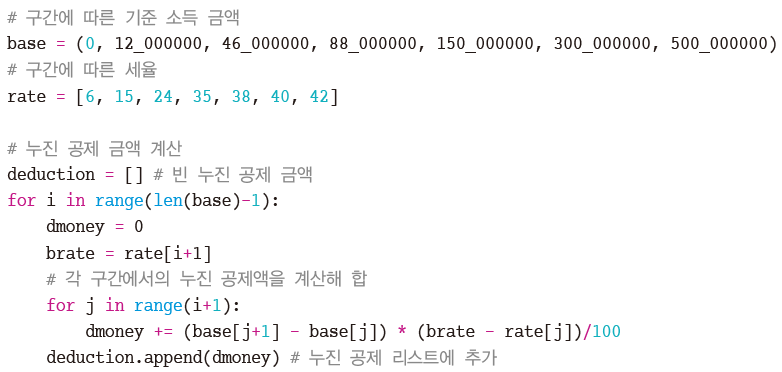 # 구간에 따른 기준 소득 금액
base = (0, 12_000000, 46_000000, 88_000000, 150_000000, 300_000000, 500_000000)
# 구간에 따른 세율
rate = [6, 15, 24, 35, 38, 40, 42]

# 누진 공제 금액 계산
deduction = [] # 빈 누진 공제 금액
for i in range(len(base)-1):
    dmoney = 0
    brate = rate[i+1]
    # 각 구간에서의 누진 공제액을 계산해 합
    for j in range(i+1):
        dmoney += (base[j+1] - base[j]) * (brate - rate[j])/100
    deduction.append(dmoney) # 누진 공제 리스트에 추가